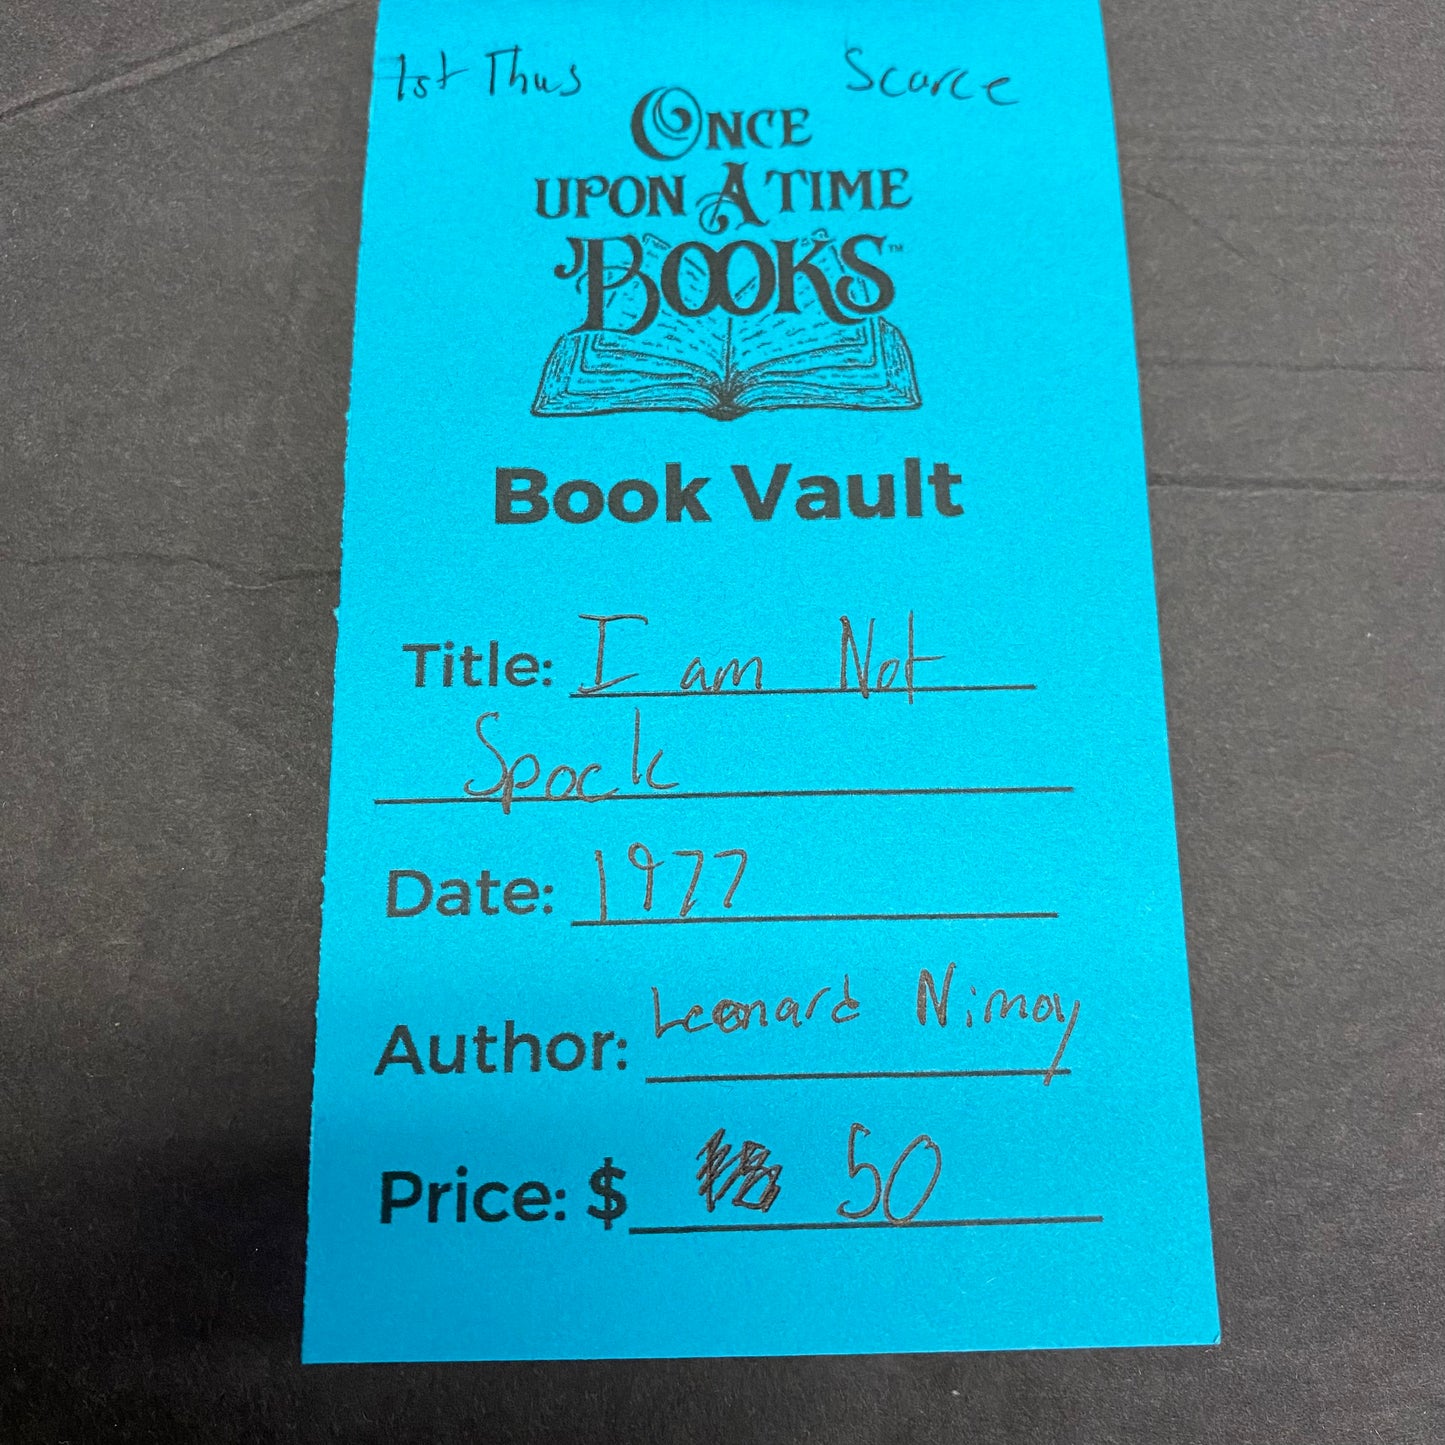 1st Thus Scarce
ONCE
UPON A TIME
BOOKS™
Book Vault
Title: I am Not
Spock
Date: 1977
Author: Leonard Nimoy
Price: $ 50